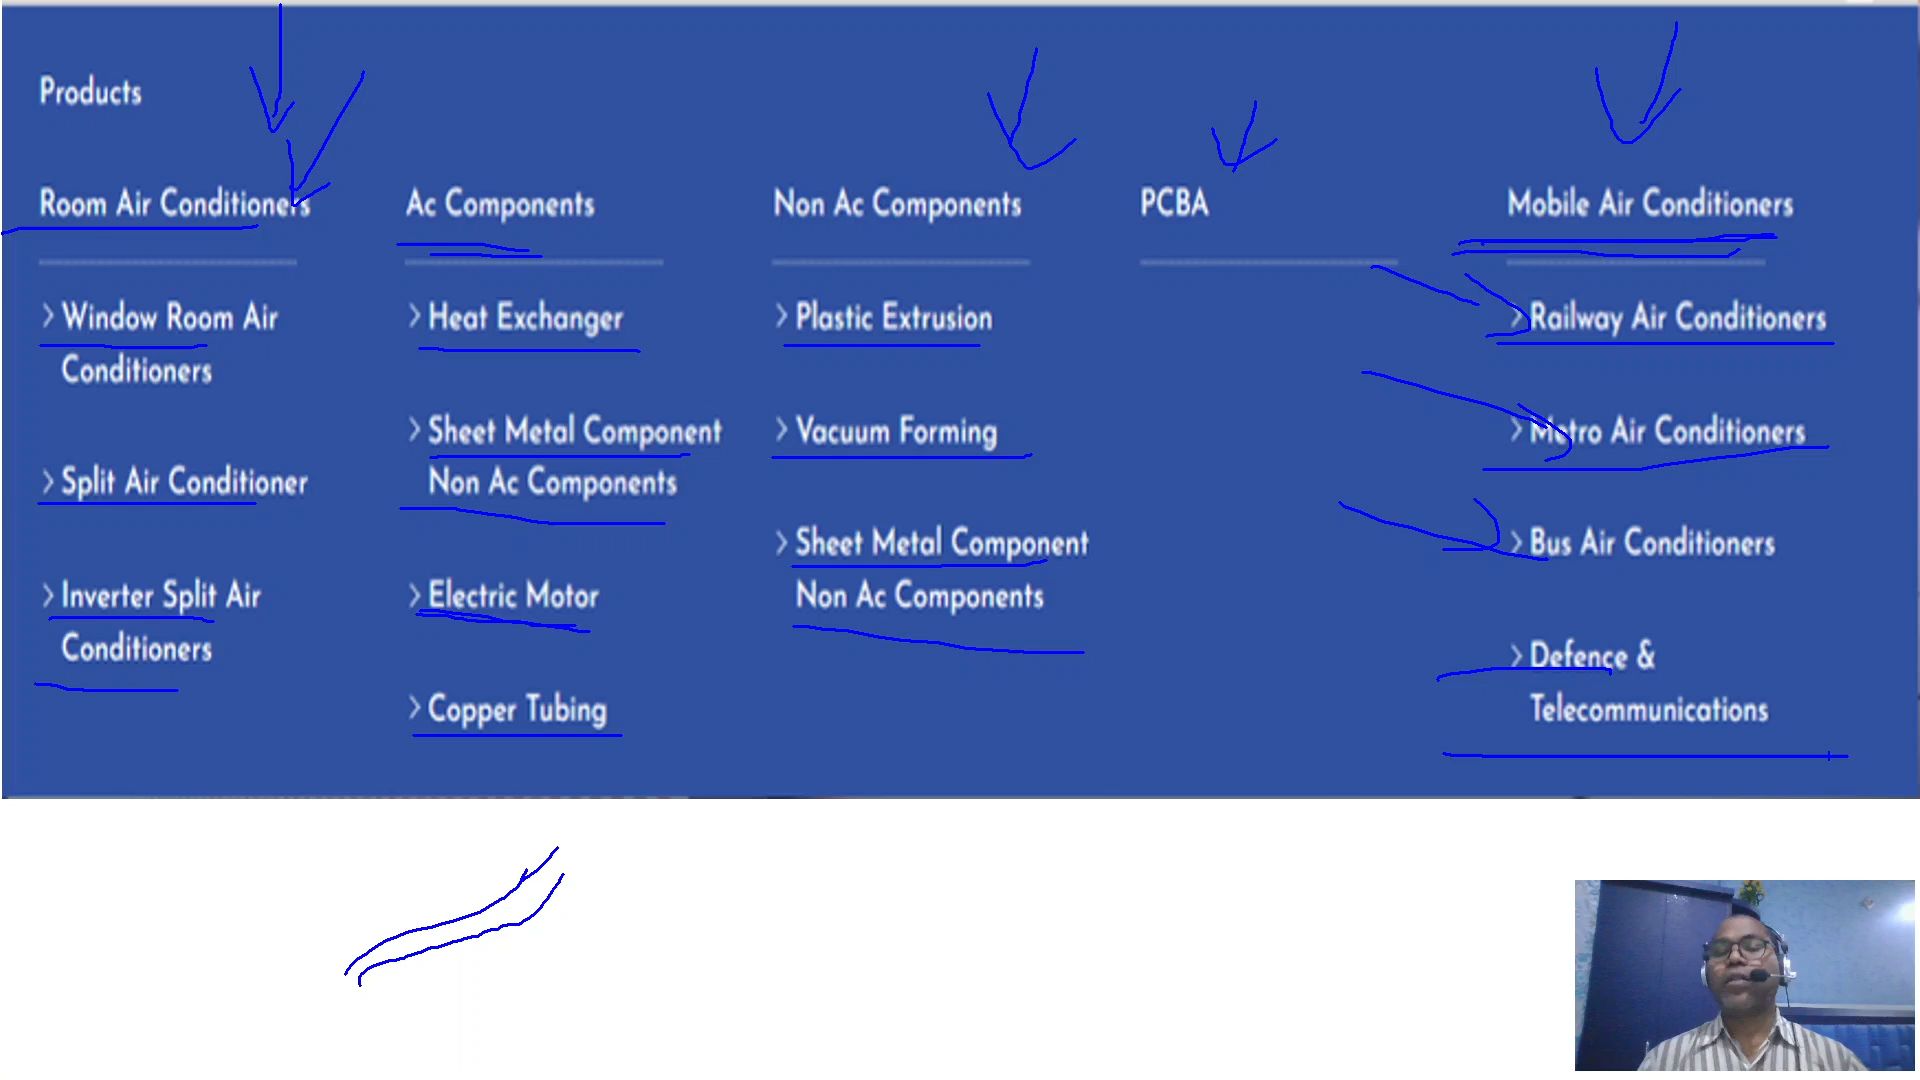 Products
Room Air Conditioners
> Window Room Air
Conditioners
> Split Air Conditioner
> Inverter Split Air
Conditioners
Ac Components
> Heat Exchanger
> Sheet Metal Component
Non Ac Components
> Electric Motor
> Copper Tubing
Non Ac Components
> Plastic Extrusion
> Vacuum Forming
> Sheet Metal Component
Non Ac Components
PCBA
Mobile Air Conditioners
> Railway Air Conditioners
> Metro Air Conditioners
> Bus Air Conditioners
> Defence &
Telecommunications